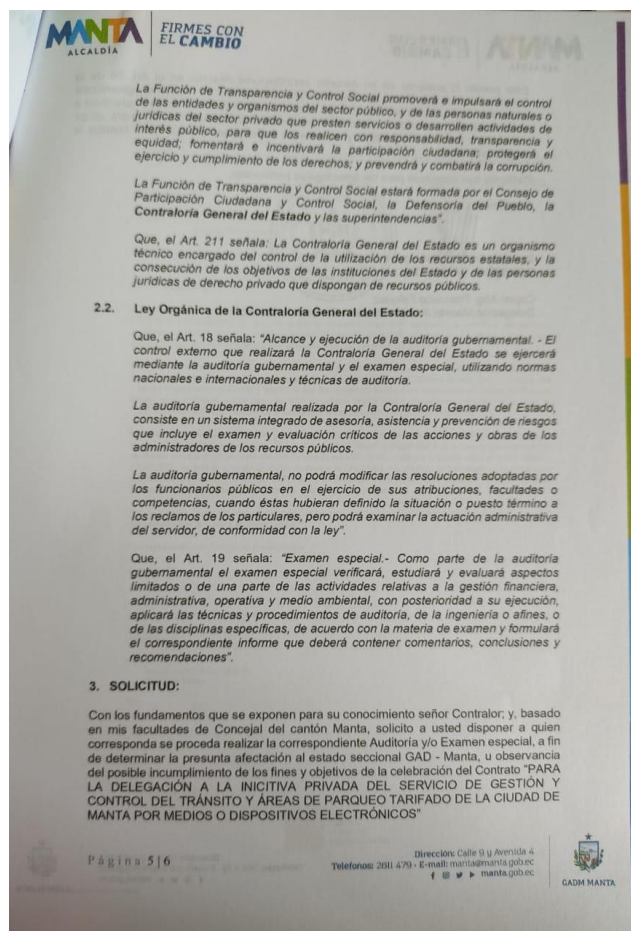 MANTA
ALCALDÍA
FIRMES CON
EL CAMBIO
La Función de Transparencia y Control Social promoverá e impulsará el control
de las entidades y organismos del sector público, y de las personas naturales o
jurídicas del sector privado que presten servicios o desarrollen actividades de
interés público, para que los realicen con responsabilidad, transparencia y
equidad; fomentará e incentivará la participación ciudadana; protegerá el
ejercicio y cumplimiento de los derechos; y prevendrá y combatirá la corrupción.
La Función de Transparencia y Control Social estará formada por el Consejo de
Participación Ciudadana y Control Social, la Defensoría del Pueblo, la
Contraloría General del Estado y las superintendencias".
Que, el Art. 211 señala: La Contraloría General del Estado es un organismo
técnico encargado del control de la utilización de los recursos estatales, y la
consecución de los objetivos de las instituciones del Estado y de las personas
jurídicas de derecho privado que dispongan de recursos públicos.
2.2. Ley Orgánica de la Contraloría General del Estado:
Que, el Art. 18 señala: "Alcance y ejecución de la auditoría gubernamental. - El
control externo que realizará la Contraloría General del Estado se ejercerá
mediante la auditoría gubernamental y el examen especial, utilizando normas
nacionales e internacionales y técnicas de auditoría.
La auditoría gubernamental realizada por la Contraloría General del Estado,
consiste en un sistema integrado de asesoría, asistencia y prevención de riesgos
que incluye el examen y evaluación críticos de las acciones y obras de los
administradores de los recursos públicos.
La auditoría gubernamental, no podrá modificar las resoluciones adoptadas por
los funcionarios públicos en el ejercicio de sus atribuciones, facultades o
competencias, cuando éstas hubieran definido la situación o puesto término a
los reclamos de los particulares, pero podrá examinar la actuación administrativa
del servidor, de conformidad con la ley".
Que, el Art. 19 señala: "Examen especial.- Como parte de la auditoría
gubernamental el examen especial verificará, estudiará y evaluará aspectos
limitados o de una parte de las actividades relativas a la gestión financiera,
administrativa, operativa y medio ambiental, con posterioridad a su ejecución,
aplicará las técnicas y procedimientos de auditoría, de la ingeniería o afines, o
de las disciplinas específicas, de acuerdo con la materia de examen y formulará
el correspondiente informe que deberá contener comentarios, conclusiones y
recomendaciones".
3. SOLICITUD:
Con los fundamentos que se exponen para su conocimiento señor Contralor; y, basado
en mis facultades de Concejal del cantón Manta, solicito a usted disponer a quien
corresponda se proceda realizar la correspondiente Auditoría y/o Examen especial, a fin
de determinar la presunta afectación al estado seccional GAD - Manta, u observancia
del posible incumplimiento de los fines y objetivos de la celebración del Contrato "PARA
LA DELEGACIÓN A LA INICITIVA PRIVADA DEL SERVICIO DE GESTIÓN Y
CONTROL DEL TRÁNSITO Y ÁREAS DE PARQUEO TARIFADO DE LA CIUDAD DE
MANTA POR MEDIOS O DISPOSITIVOS ELECTRÓNICOS"
Página 5|6
Dirección: Calle 9 y Avenida 4
Teléfonos: 2611 479 - E-mail: manta@manta.gob.ec
manta.gob.ec
GADM MANTA